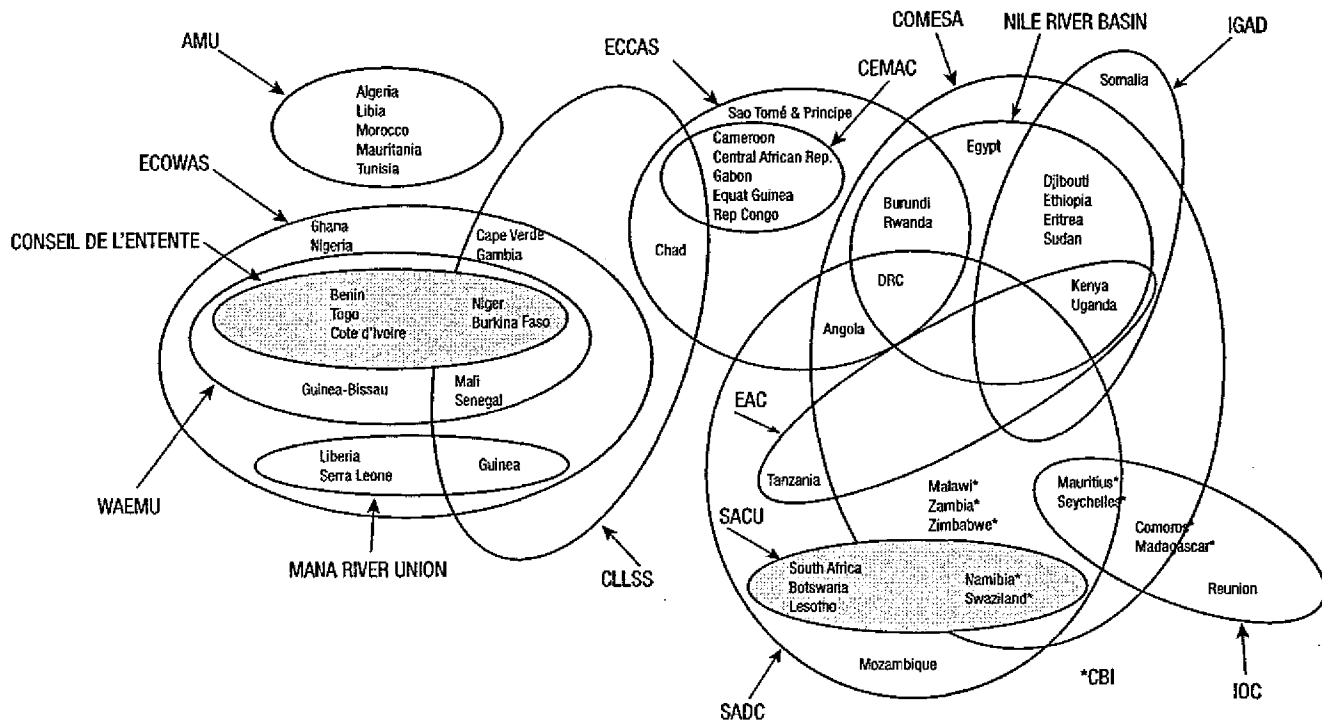 COMESA
NILE RIVER BASIN
IGAD
AMU
ECCAS
CEMAC
Somalia
Algeria
Libia
Morocco
Mauritania
Tunisia
Sao Tomé & Principe
Cameroon
Central African Rep.
Gabon
Equat Guinea
Rep Congo
Egypt
ECOWAS
Djibouti
Ethiopia
Eritrea
Sudan
Burundi
Rwanda
CONSEIL DE L'ENTENTE
Ghana
Nigeria
Cape Verde
Gambia
Chad
DRC
Kenya
Uganda
Benin
Togo
Cote d'Ivoire
Niger
Burkina Faso
Angola
Guinea-Bissau
Mali
Senegal
EAC
Liberia
Serra Leone
Guinea
Tanzania
Malawi*
Zambia*
Zimbabwe*
Mauritius*
Seychelles*
WAEMU
SACU
Comoros*
Madagascar*
MANA RIVER UNION
CLLSS
South Africa
Botswana
Lesotho
Namibia*
Swaziland*
Reunion
Mozambique
*CBI
IOC
SADC